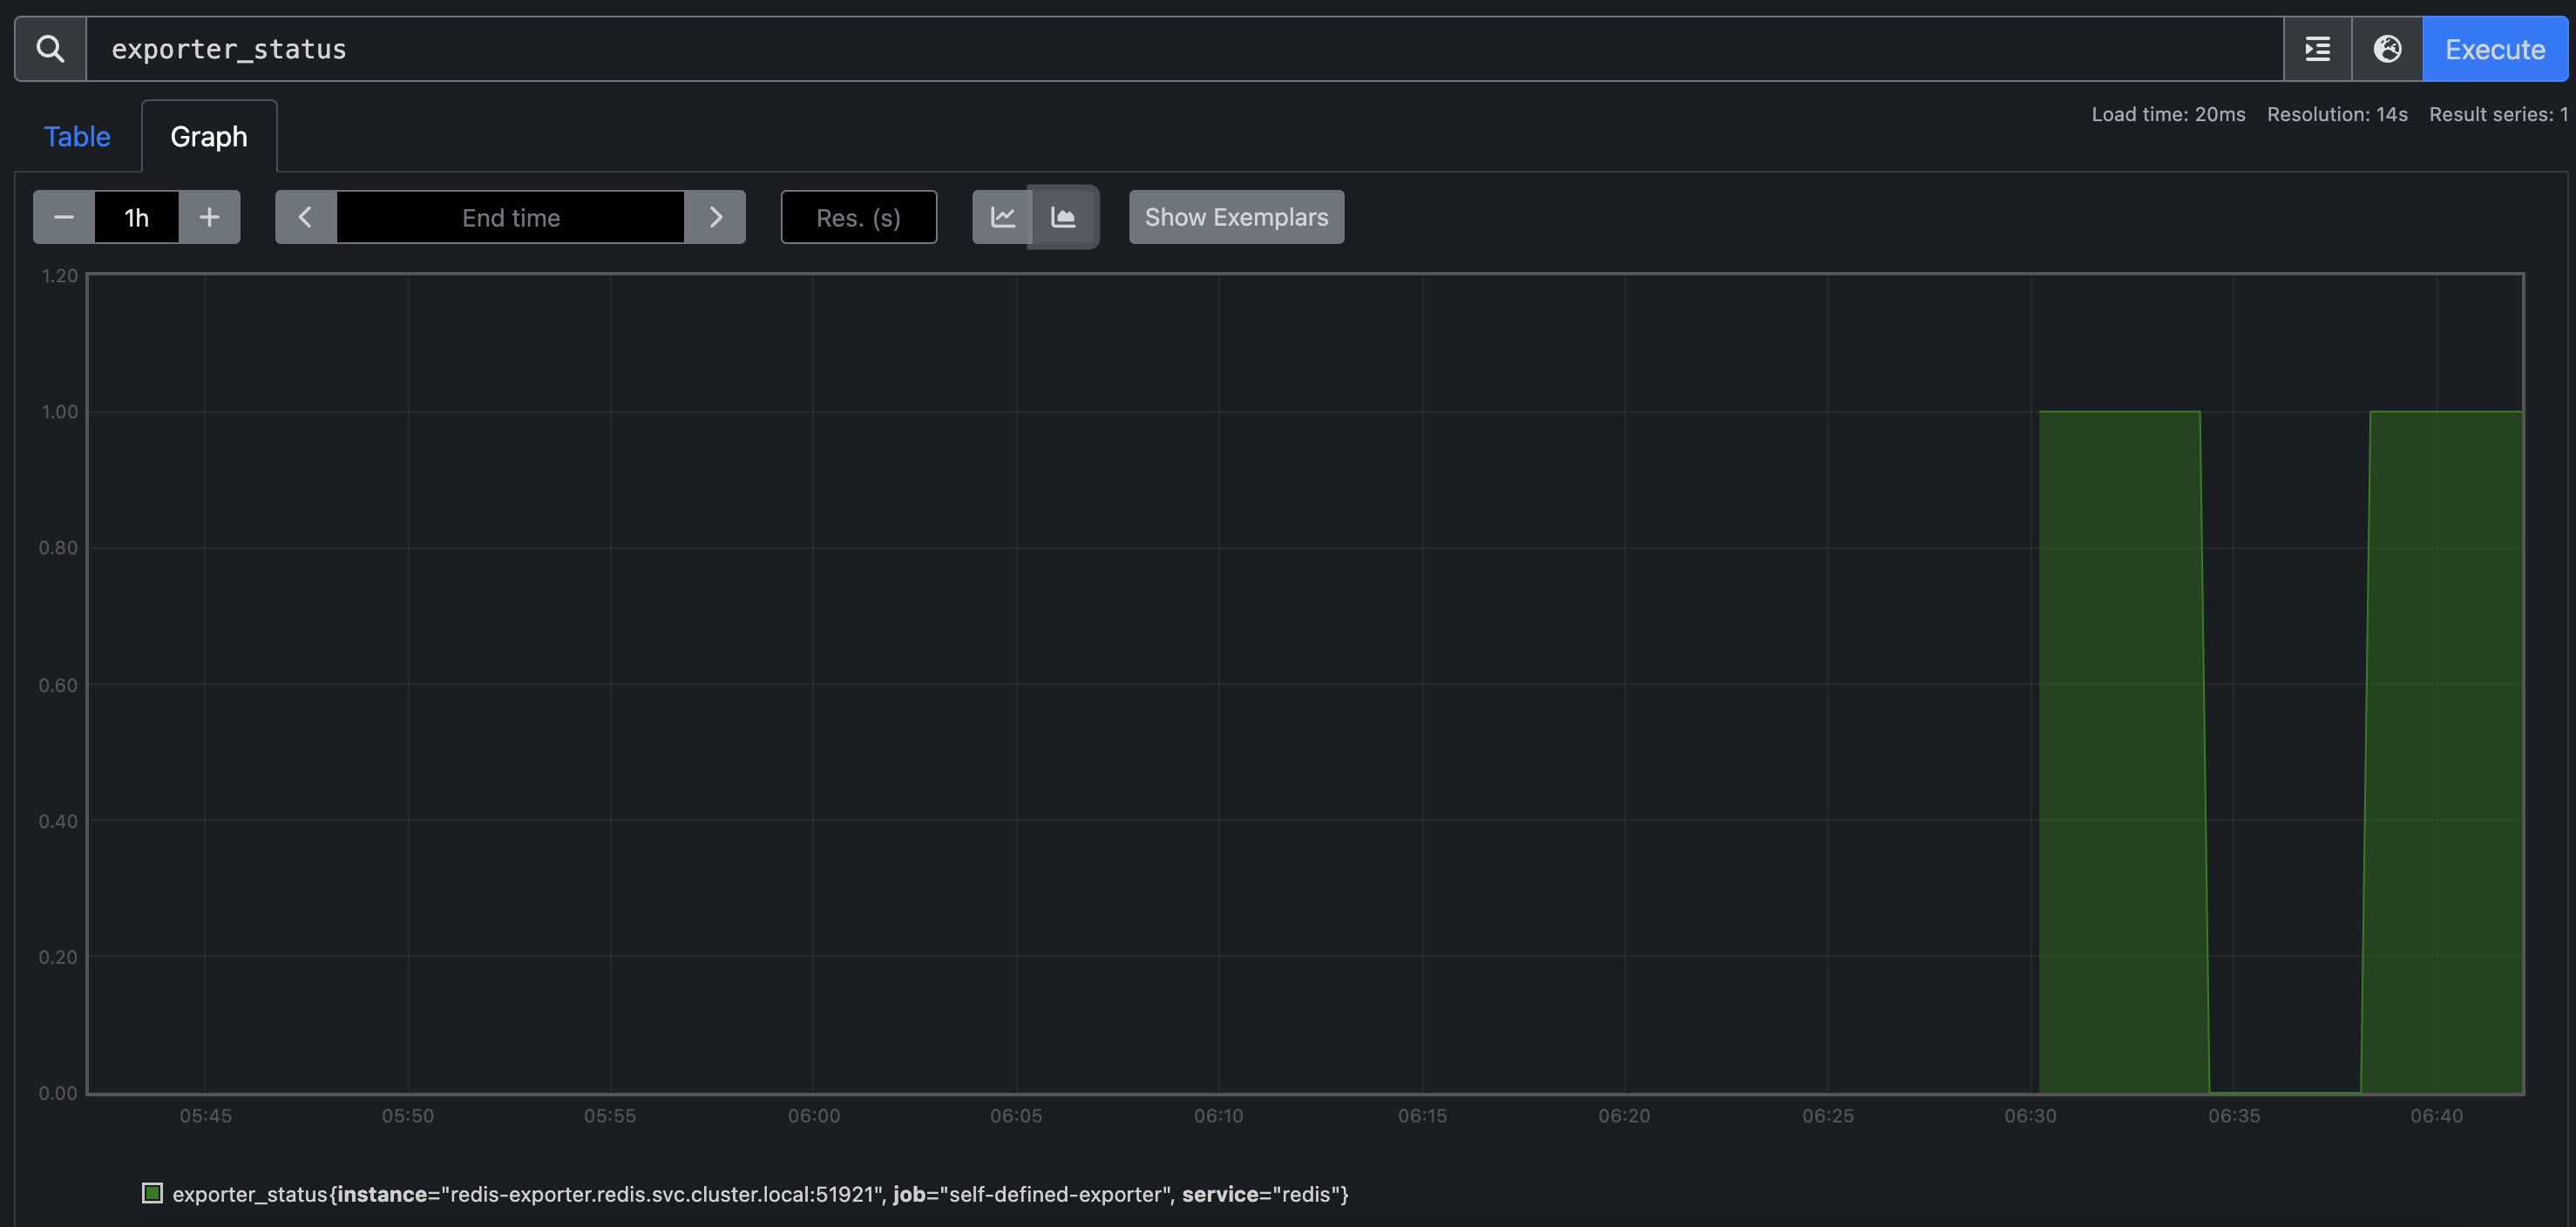 exporter_status
Execute
Load time: 20ms Resolution: 14s Result series: 1
Table Graph
1h End time Res. (s) Show Exemplars
1.20
1.00
0.80
0.60
0.40
0.20
0.00
05:45 05:50 05:55 06:00 06:05 06:10 06:15 06:20 06:25 06:30 06:35 06:40
exporter_status{instance="redis-exporter.redis.svc.cluster.local:51921", job="self-defined-exporter", service="redis"}